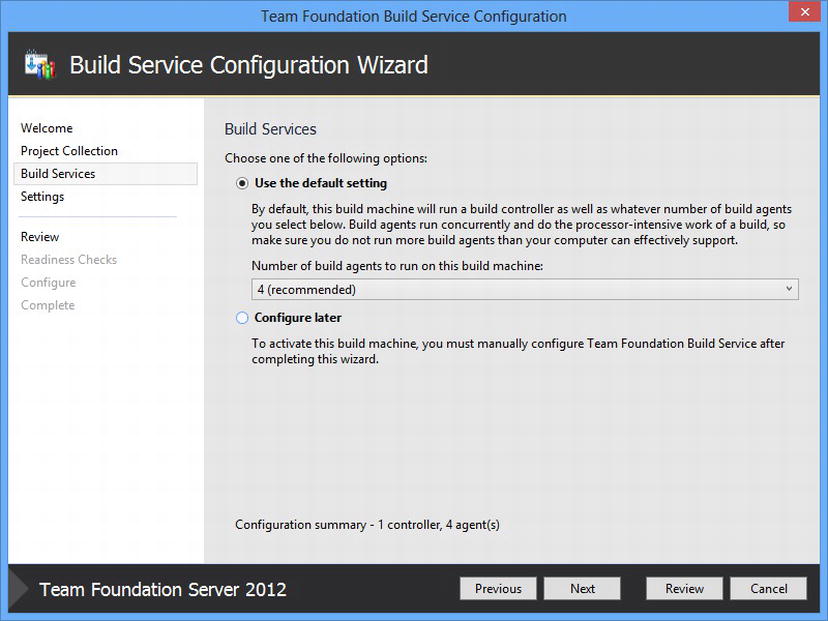 Team Foundation Build Service Configuration
Build Service Configuration Wizard
Welcome
Project Collection
Build Services
Settings
Review
Readiness Checks
Configure
Complete
Build Services
Choose one of the following options:
Use the default setting
By default, this build machine will run a build controller as well as whatever number of build agents
you select below. Build agents run concurrently and do the processor-intensive work of a build, so
make sure you do not run more build agents than your computer can effectively support.
Number of build agents to run on this build machine:
4 (recommended)
Configure later
To activate this build machine, you must manually configure Team Foundation Build Service after
completing this wizard.
Configuration summary - 1 controller, 4 agent(s)
Team Foundation Server 2012
Previous
Next
Review
Cancel